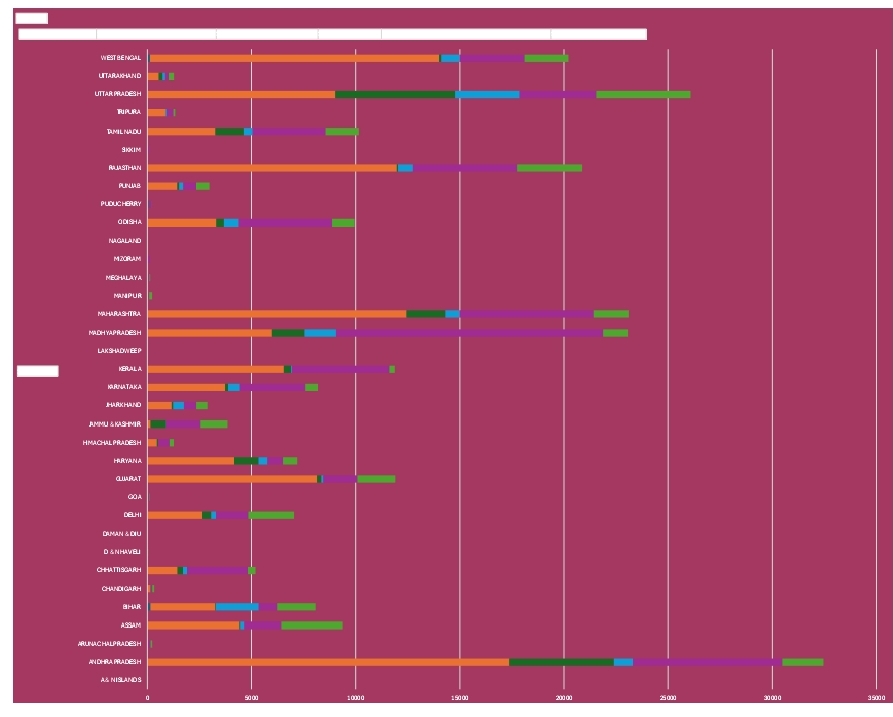 WEST BENGAL
UTTARAKHAND
UTTAR PRADESH
TRIPURA
TAMIL NADU
SIKKIM
RAJASTHAN
PUNJAB
PUDUCHERRY
ODISHA
NAGALAND
MIZORAM
MEGHALAYA
MANIPUR
MAHARASHTRA
MADHYA PRADESH
LAKSHADWEEP
KERALA
KARNATAKA
JHARKHAND
JAMMU & KASHMIR
HIMACHAL PRADESH
HARYANA
GUJARAT
GOA
DELHI
DAMAN & DIU
D & N HAVELI
CHHATTISGARH
CHANDIGARH
BIHAR
ASSAM
ARUNACHAL PRADESH
ANDHRA PRADESH
A & N ISLANDS
0 5000 10000 15000 20000 25000 30000 35000